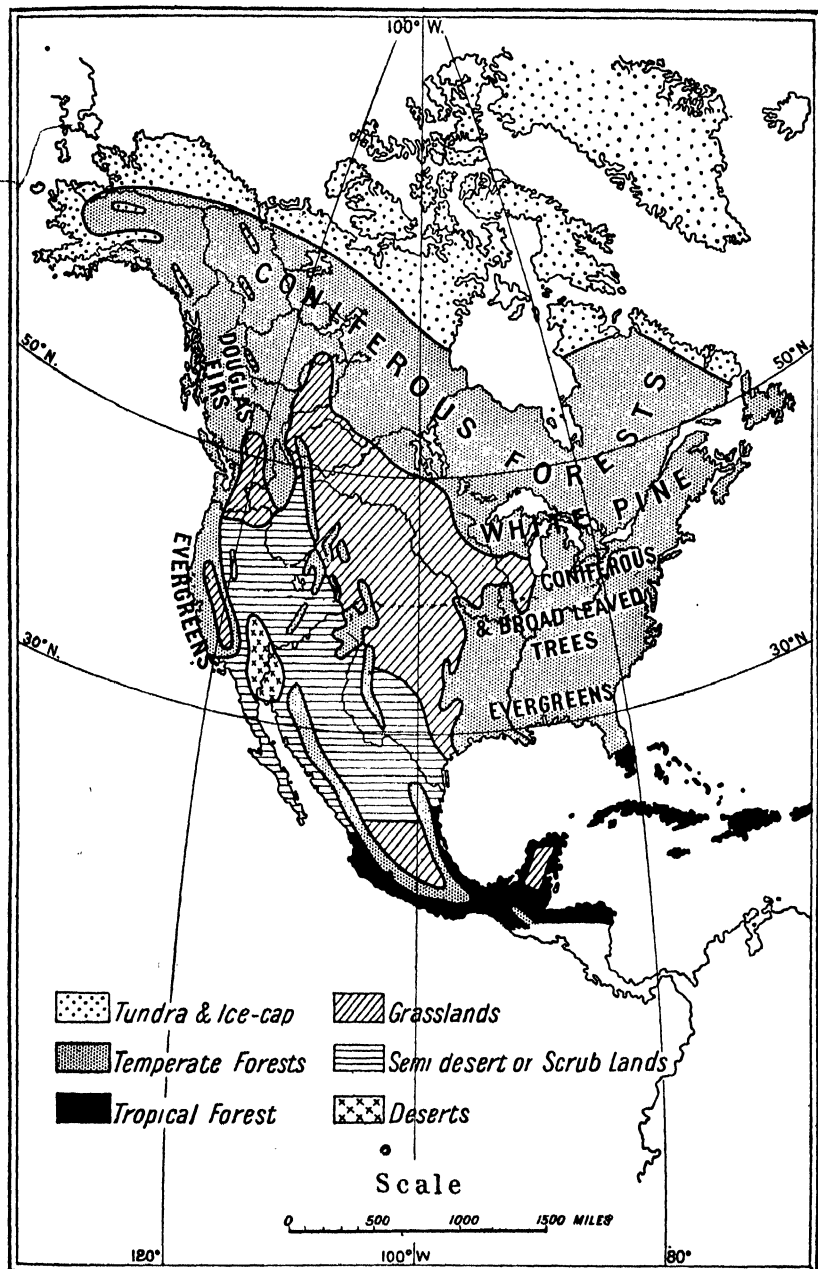 100° W.
50° N.
50° N.
CONIFEROUS FORESTS
DOUGLAS
FIRS
WHITE PINE
EVERGREENS
CONIFEROUS
& BROAD LEAVED
TREES
30° N.
30° N.
EVERGREENS
Tundra & Ice-cap
Grasslands
Temperate Forests
Semi desert or Scrub Lands
Tropical Forest
Deserts
Scale
0 500 1000 1500 MILES
120°
100° W
80°